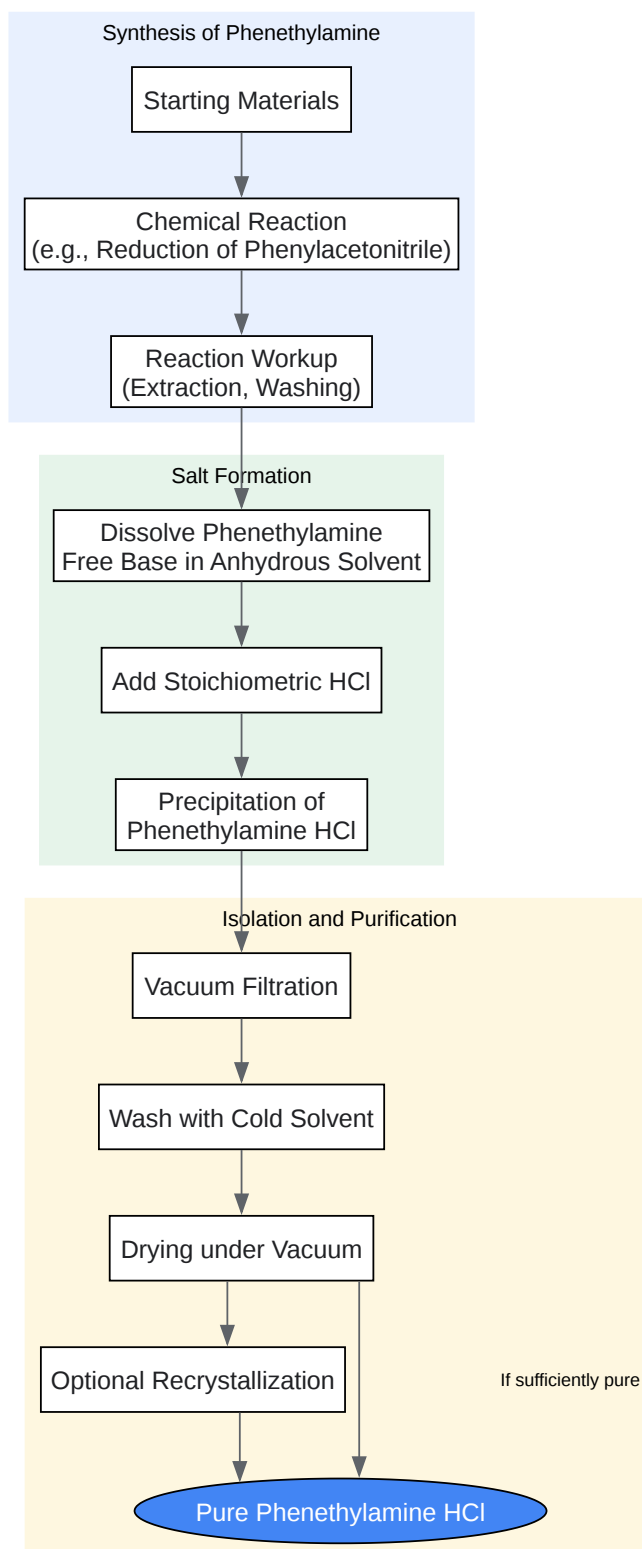 Synthesis of Phenethylamine
Starting Materials
Chemical Reaction
(e.g., Reduction of Phenylacetonitrile)
Reaction Workup
(Extraction, Washing)
Salt Formation
Dissolve Phenethylamine
Free Base in Anhydrous Solvent
Add Stoichiometric HCl
Precipitation of
Phenethylamine HCl
Isolation and Purification
Vacuum Filtration
Wash with Cold Solvent
Drying under Vacuum
Optional Recrystallization
If sufficiently pure
Pure Phenethylamine HCl